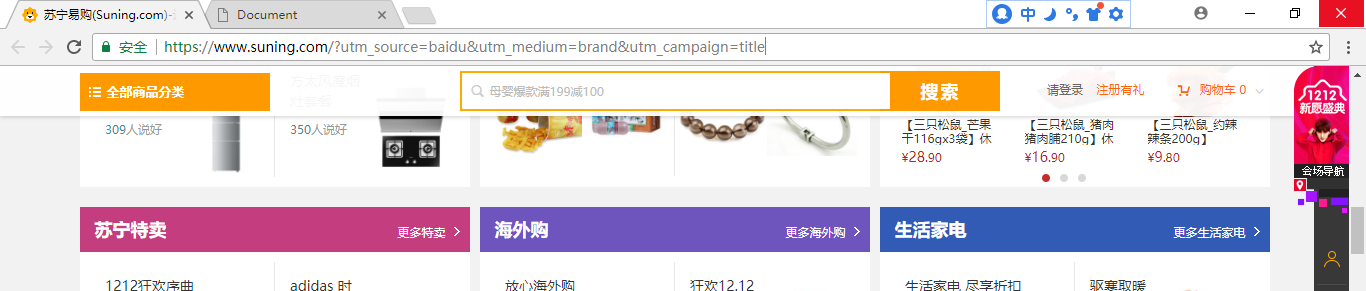 苏宁易购(Suning.com)-
Document
中
安全
https://www.suning.com/?utm_source=baidu&utm_medium=brand&utm_campaign=title
方太风魔烟
灶套餐
全部商品分类
母婴爆款满199减100
搜索
请登录
注册有礼
购物车 0
1212
新愿盛典
会场导航
309人说好
350人说好
【三只松鼠_芒果
干116gx3袋】休
¥28.90
【三只松鼠_猪肉
猪肉脯210g】休
¥16.90
【三只松鼠_约辣
辣条200g】
¥9.80
苏宁特卖
更多特卖
海外购
更多海外购
生活家电
更多生活家电
1212狂欢序曲
adidas 时
放心海外购
狂欢12.12
生活家电 尽享折扣
驱寒取暖